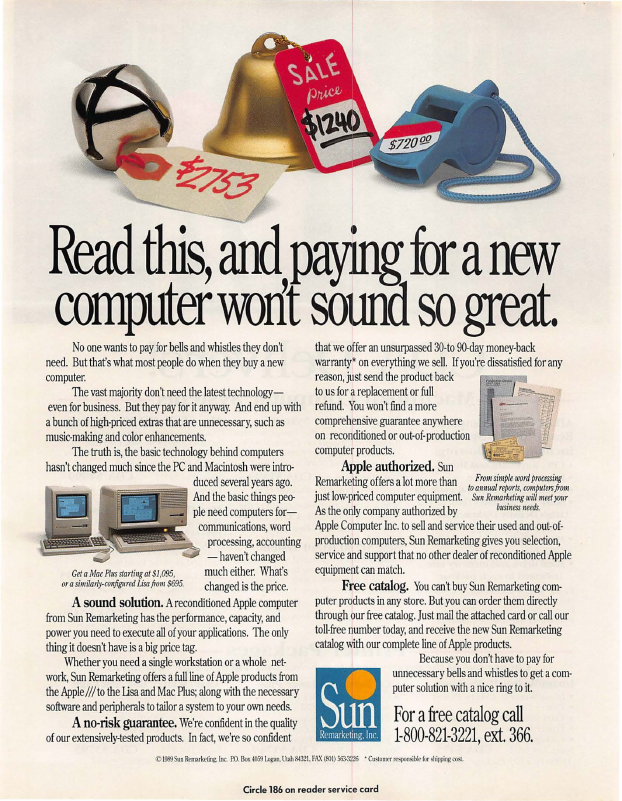 SALE
Price
$1240
$720.00
$2753
Read this, and paying for a new
computer won't sound so great.
No one wants to pay for bells and whistles they don't
need. But that's what most people do when they buy a new
computer.
The vast majority don't need the latest technology—
even for business. But they pay for it anyway. And end up with
a bunch of high-priced extras that are unnecessary, such as
music-making and color enhancements.
The truth is, the basic technology behind computers
hasn't changed much since the PC and Macintosh were intro-
duced several years ago.
And the basic things peo-
ple need computers for—
communications, word
processing, accounting
— haven't changed
much either. What's
changed is the price.
Get a Mac Plus starting at $1,095,
or a similarly-configured Lisa from $695.
A sound solution. A reconditioned Apple computer
from Sun Remarketing has the performance, capacity, and
power you need to execute all of your applications. The only
thing it doesn't have is a big price tag.
Whether you need a single workstation or a whole net-
work, Sun Remarketing offers a full line of Apple products from
the Apple /// to the Lisa and Mac Plus; along with the necessary
software and peripherals to tailor a system to your own needs.
A no-risk guarantee. We're confident in the quality
of our extensively-tested products. In fact, we're so confident
that we offer an unsurpassed 30-to 90-day money-back
warranty* on everything we sell. If you're dissatisfied for any
reason, just send the product back
to us for a replacement or full
refund. You won't find a more
comprehensive guarantee anywhere
on reconditioned or out-of-production
computer products.
From simple word processing
to annual reports, computers from
Sun Remarketing will meet your
business needs.
Apple authorized. Sun
Remarketing offers a lot more than
just low-priced computer equipment.
As the only company authorized by
Apple Computer Inc. to sell and service their used and out-of-
production computers, Sun Remarketing gives you selection,
service and support that no other dealer of reconditioned Apple
equipment can match.
Free catalog. You can't buy Sun Remarketing com-
puter products in any store. But you can order them directly
through our free catalog. Just mail the attached card or call our
toll-free number today, and receive the new Sun Remarketing
catalog with our complete line of Apple products.
Because you don't have to pay for
unnecessary bells and whistles to get a com-
puter solution with a nice ring to it.
Sun
Remarketing, Inc.
For a free catalog call
1-800-821-3221, ext. 366.
© 1989 Sun Remarketing, Inc. P.O. Box 4059 Logan, Utah 84321, FAX (801) 563-3226 * Customer responsible for shipping cost.
Circle 186 on reader service card